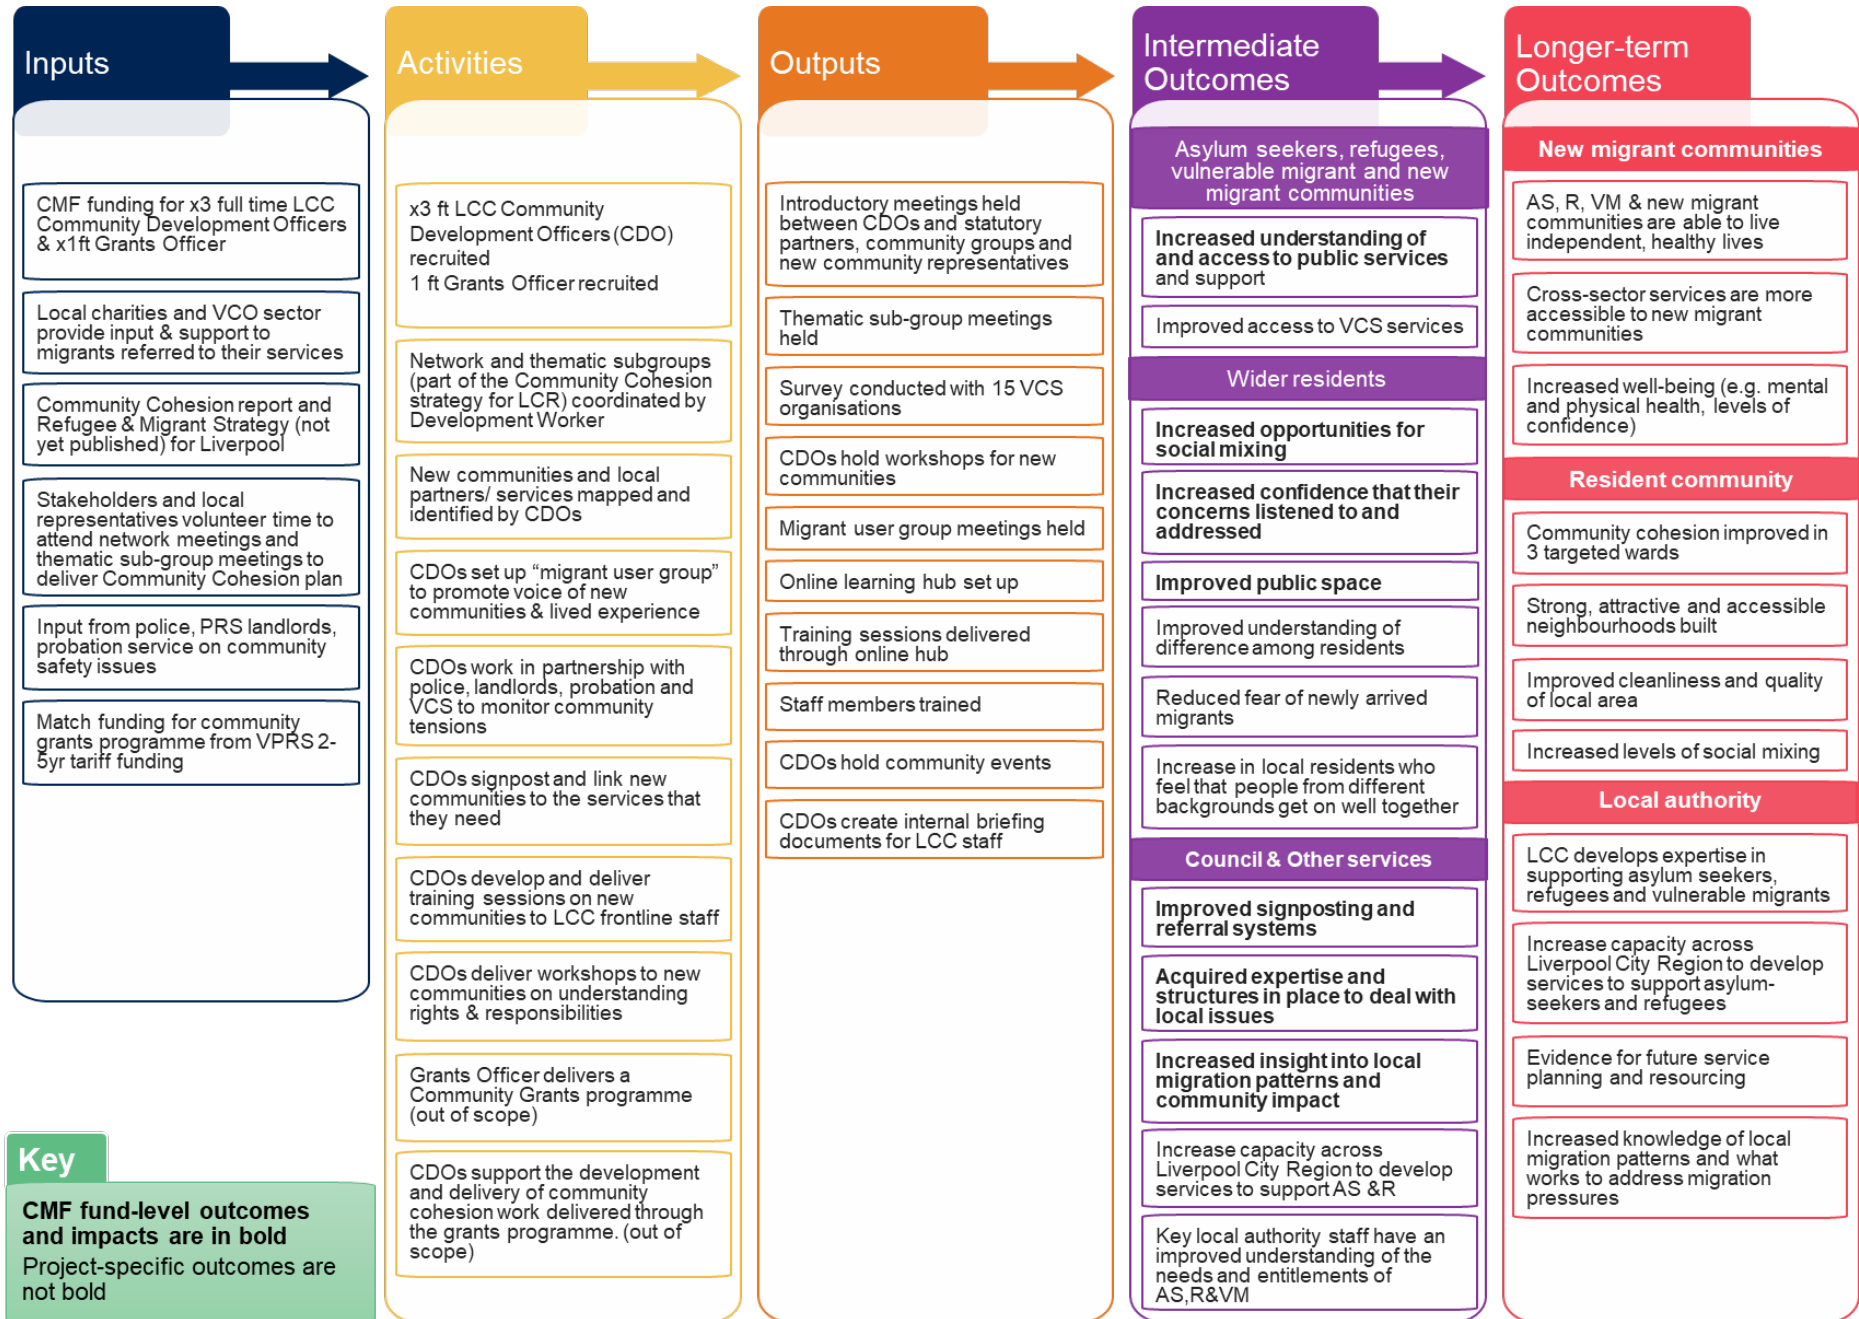 Inputs
CMF funding for x3 full time LCC
Community Development Officers
& x1ft Grants Officer
Local charities and VCO sector
provide input & support to
migrants referred to their services
Community Cohesion report and
Refugee & Migrant Strategy (not
yet published) for Liverpool
Stakeholders and local
representatives volunteer time to
attend network meetings and
thematic sub-group meetings to
deliver Community Cohesion plan
Input from police, PRS landlords,
probation service on community
safety issues
Match funding for community
grants programme from VPRS 2-
5yr tariff funding
Key
CMF fund-level outcomes
and impacts are in bold
Project-specific outcomes are
not bold
Activities
x3 ft LCC Community
Development Officers (CDO)
recruited
1 ft Grants Officer recruited
Network and thematic subgroups
(part of the Community Cohesion
strategy for LCR) coordinated by
Development Worker
New communities and local
partners/ services mapped and
identified by CDOs
CDOs set up “migrant user group”
to promote voice of new
communities & lived experience
CDOs work in partnership with
police, landlords, probation and
VCS to monitor community
tensions
CDOs signpost and link new
communities to the services that
they need
CDOs develop and deliver
training sessions on new
communities to LCC frontline staff
CDOs deliver workshops to new
communities on understanding
rights & responsibilities
Grants Officer delivers a
Community Grants programme
(out of scope)
CDOs support the development
and delivery of community
cohesion work delivered through
the grants programme. (out of
scope)
Outputs
Introductory meetings held
between CDOs and statutory
partners, community groups and
new community representatives
Thematic sub-group meetings
held
Survey conducted with 15 VCS
organisations
CDOs hold workshops for new
communities
Migrant user group meetings held
Online learning hub set up
Training sessions delivered
through online hub
Staff members trained
CDOs hold community events
CDOs create internal briefing
documents for LCC staff
Intermediate
Outcomes
Asylum seekers, refugees,
vulnerable migrant and new
migrant communities
Increased understanding of
and access to public services
and support
Improved access to VCS services
Wider residents
Increased opportunities for
social mixing
Increased confidence that their
concerns listened to and
addressed
Improved public space
Improved understanding of
difference among residents
Reduced fear of newly arrived
migrants
Increase in local residents who
feel that people from different
backgrounds get on well together
Council & Other services
Improved signposting and
referral systems
Acquired expertise and
structures in place to deal with
local issues
Increased insight into local
migration patterns and
community impact
Increase capacity across
Liverpool City Region to develop
services to support AS &R
Key local authority staff have an
improved understanding of the
needs and entitlements of
AS,R&VM
Longer-term
Outcomes
New migrant communities
AS, R, VM & new migrant
communities are able to live
independent, healthy lives
Cross-sector services are more
accessible to new migrant
communities
Increased well-being (e.g. mental
and physical health, levels of
confidence)
Resident community
Community cohesion improved in
3 targeted wards
Strong, attractive and accessible
neighbourhoods built
Improved cleanliness and quality
of local area
Increased levels of social mixing
Local authority
LCC develops expertise in
supporting asylum seekers,
refugees and vulnerable migrants
Increase capacity across
Liverpool City Region to develop
services to support asylum-
seekers and refugees
Evidence for future service
planning and resourcing
Increased knowledge of local
migration patterns and what
works to address migration
pressures